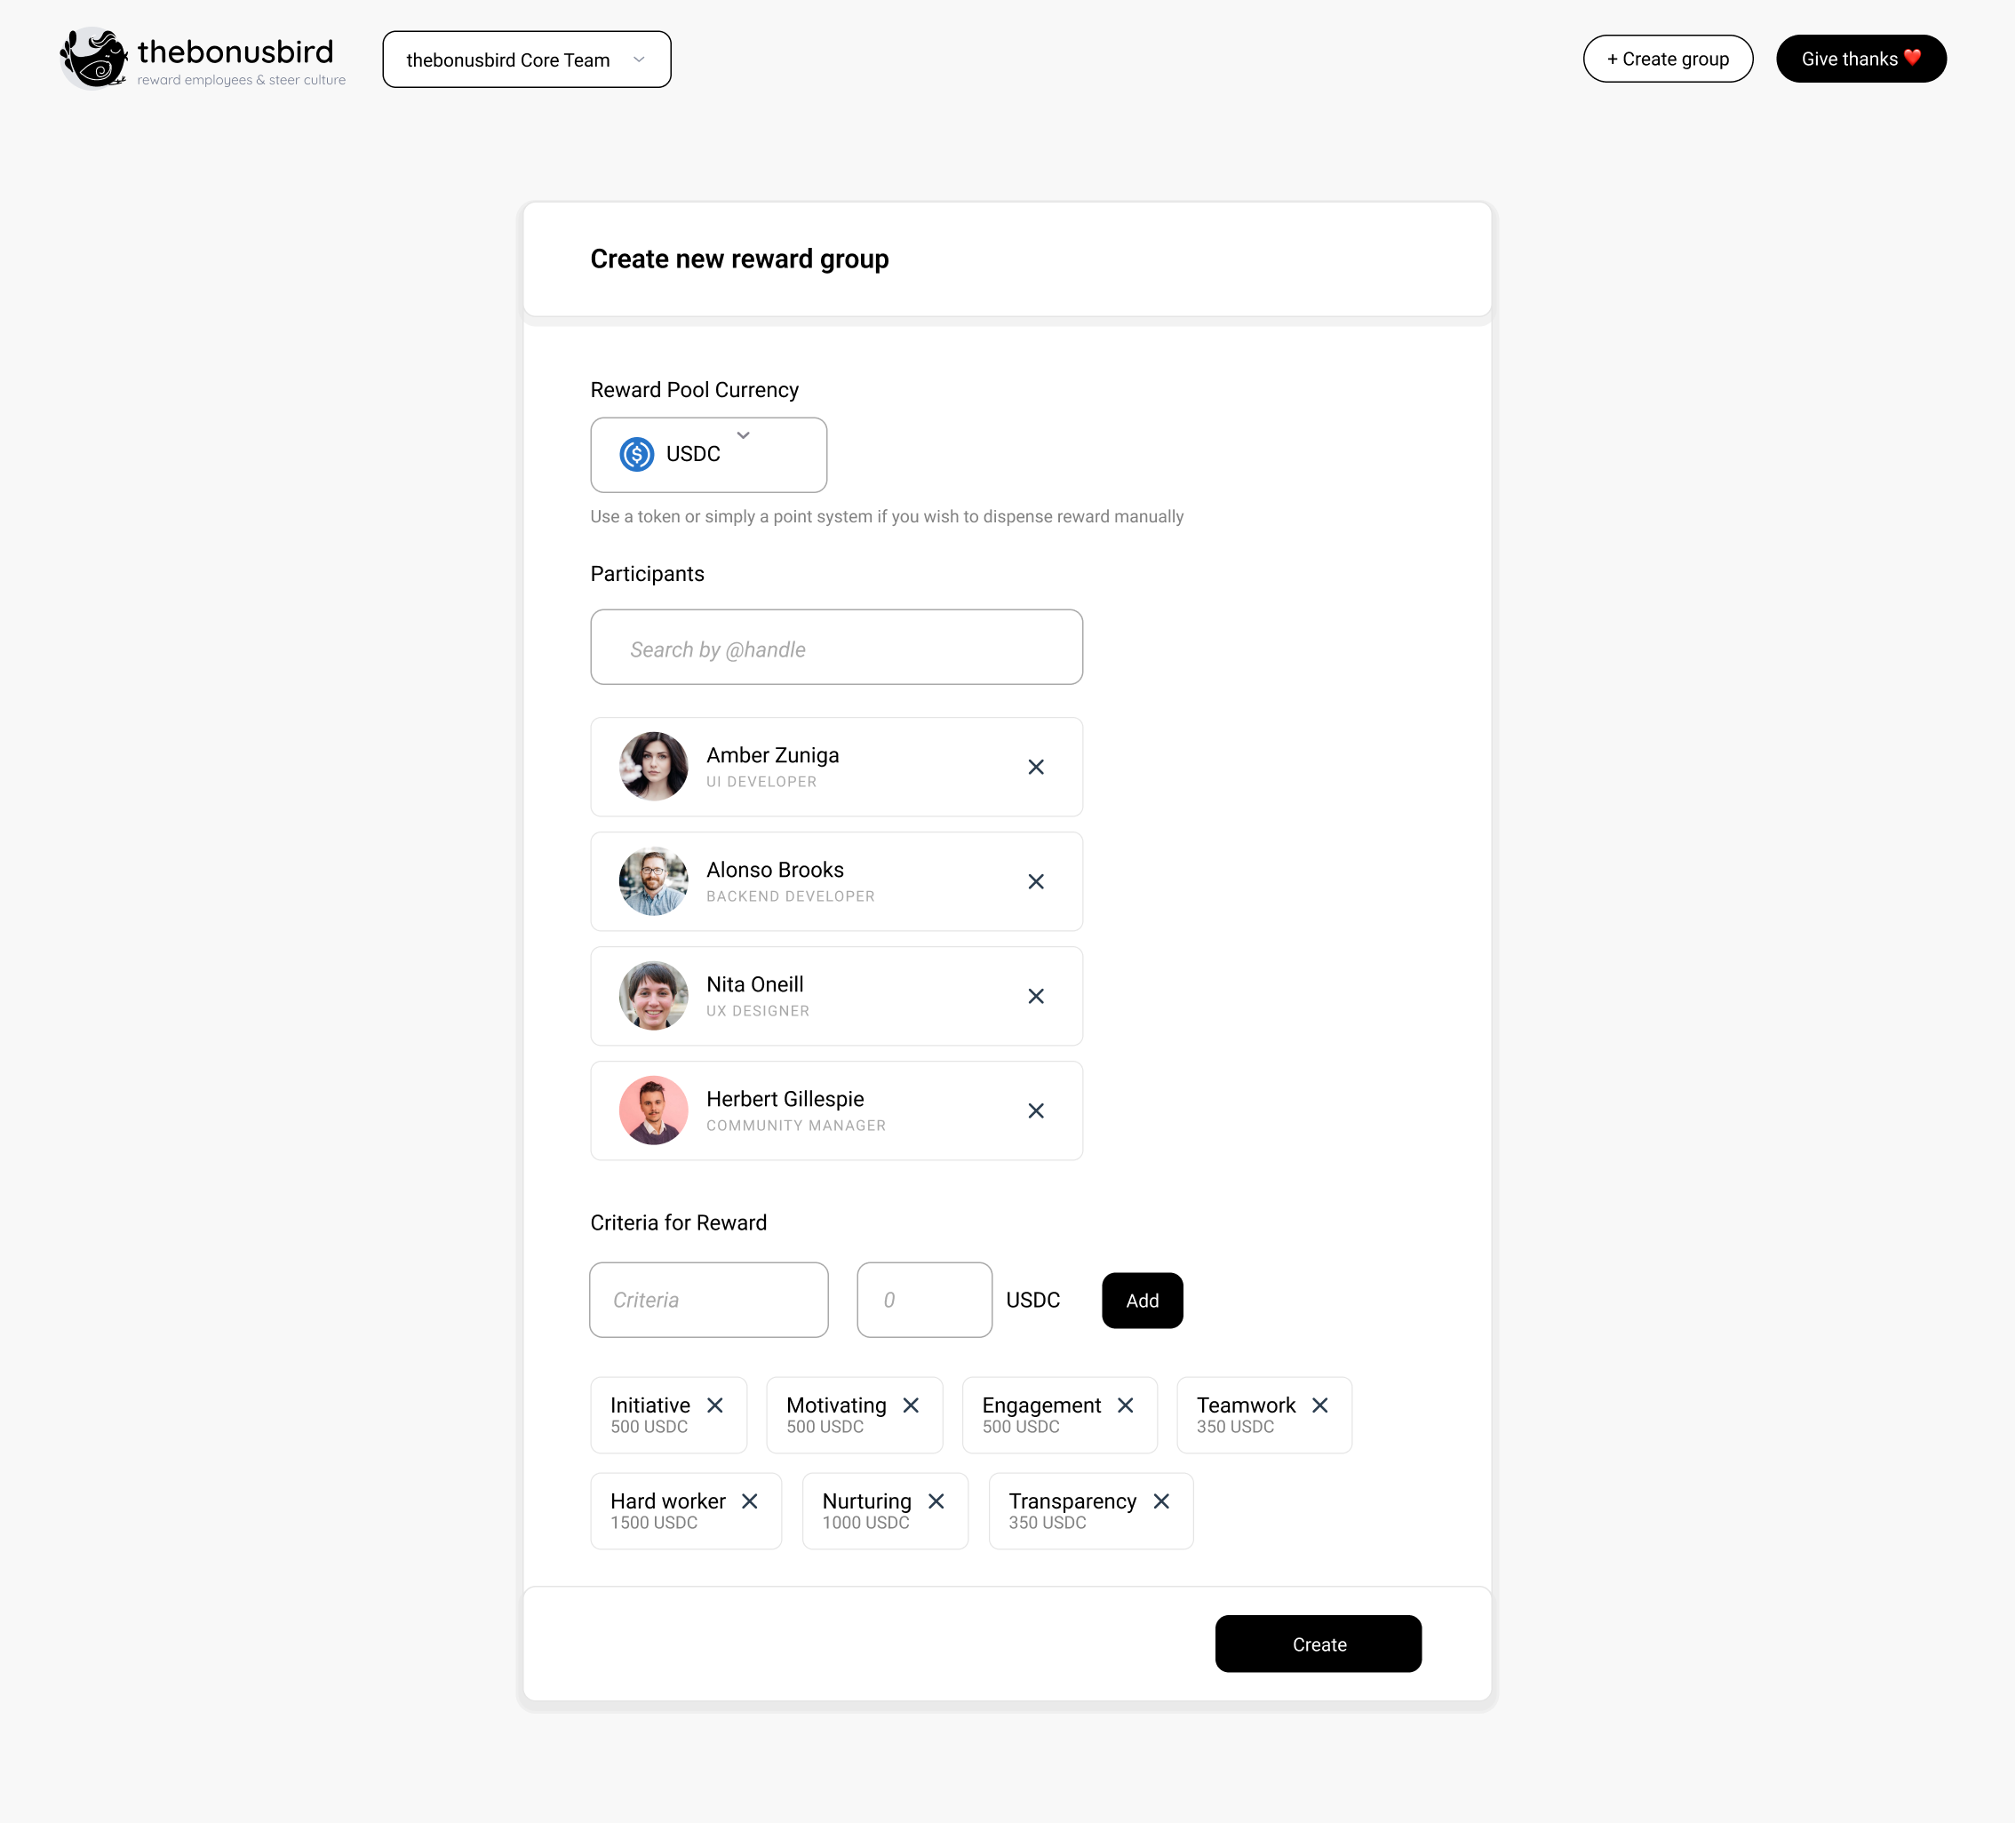 thebonusbird
reward employees & steer culture
thebonusbird Core Team
+ Create group
Give thanks ❤️
Create new reward group
Reward Pool Currency
USDC
Use a token or simply a point system if you wish to dispense reward manually
Participants
Search by @handle
Amber Zuniga
UI DEVELOPER
Alonso Brooks
BACKEND DEVELOPER
Nita Oneill
UX DESIGNER
Herbert Gillespie
COMMUNITY MANAGER
Criteria for Reward
Criteria
0
USDC
Add
Initiative
500 USDC
Motivating
500 USDC
Engagement
500 USDC
Teamwork
350 USDC
Hard worker
1500 USDC
Nurturing
1000 USDC
Transparency
350 USDC
Create